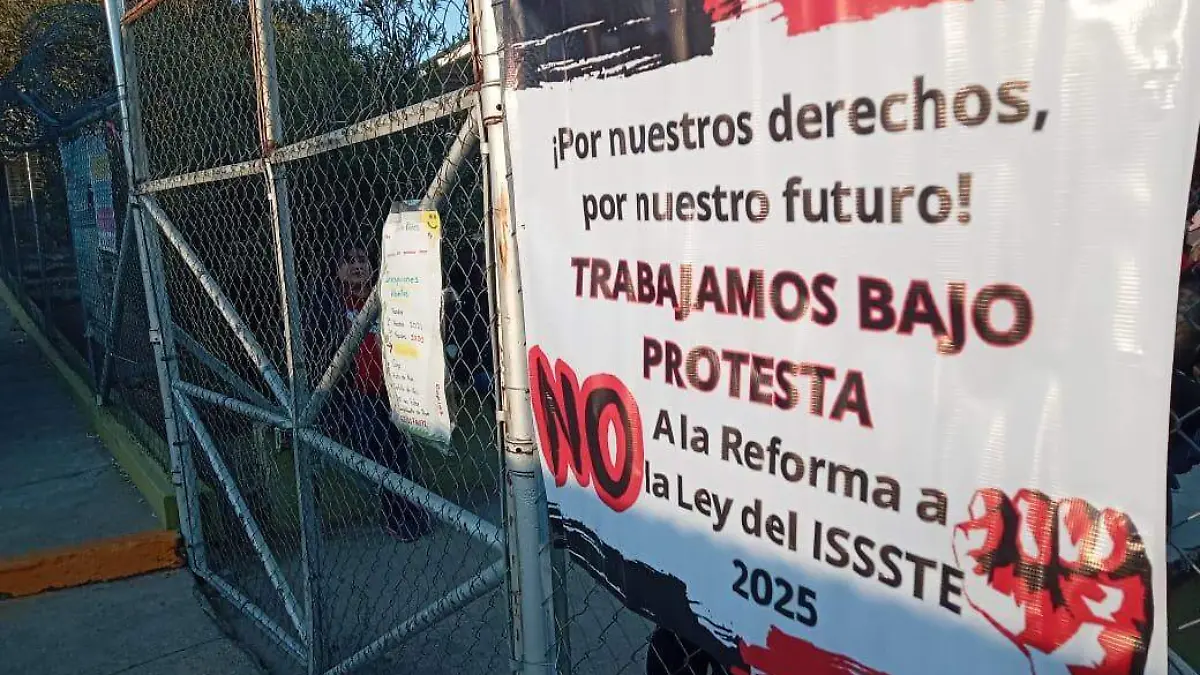 ¡Por nuestros derechos,
por nuestro futuro!
TRABAJAMOS BAJO
PROTESTA
NO
A la Reforma a
la Ley del ISSSTE
2025